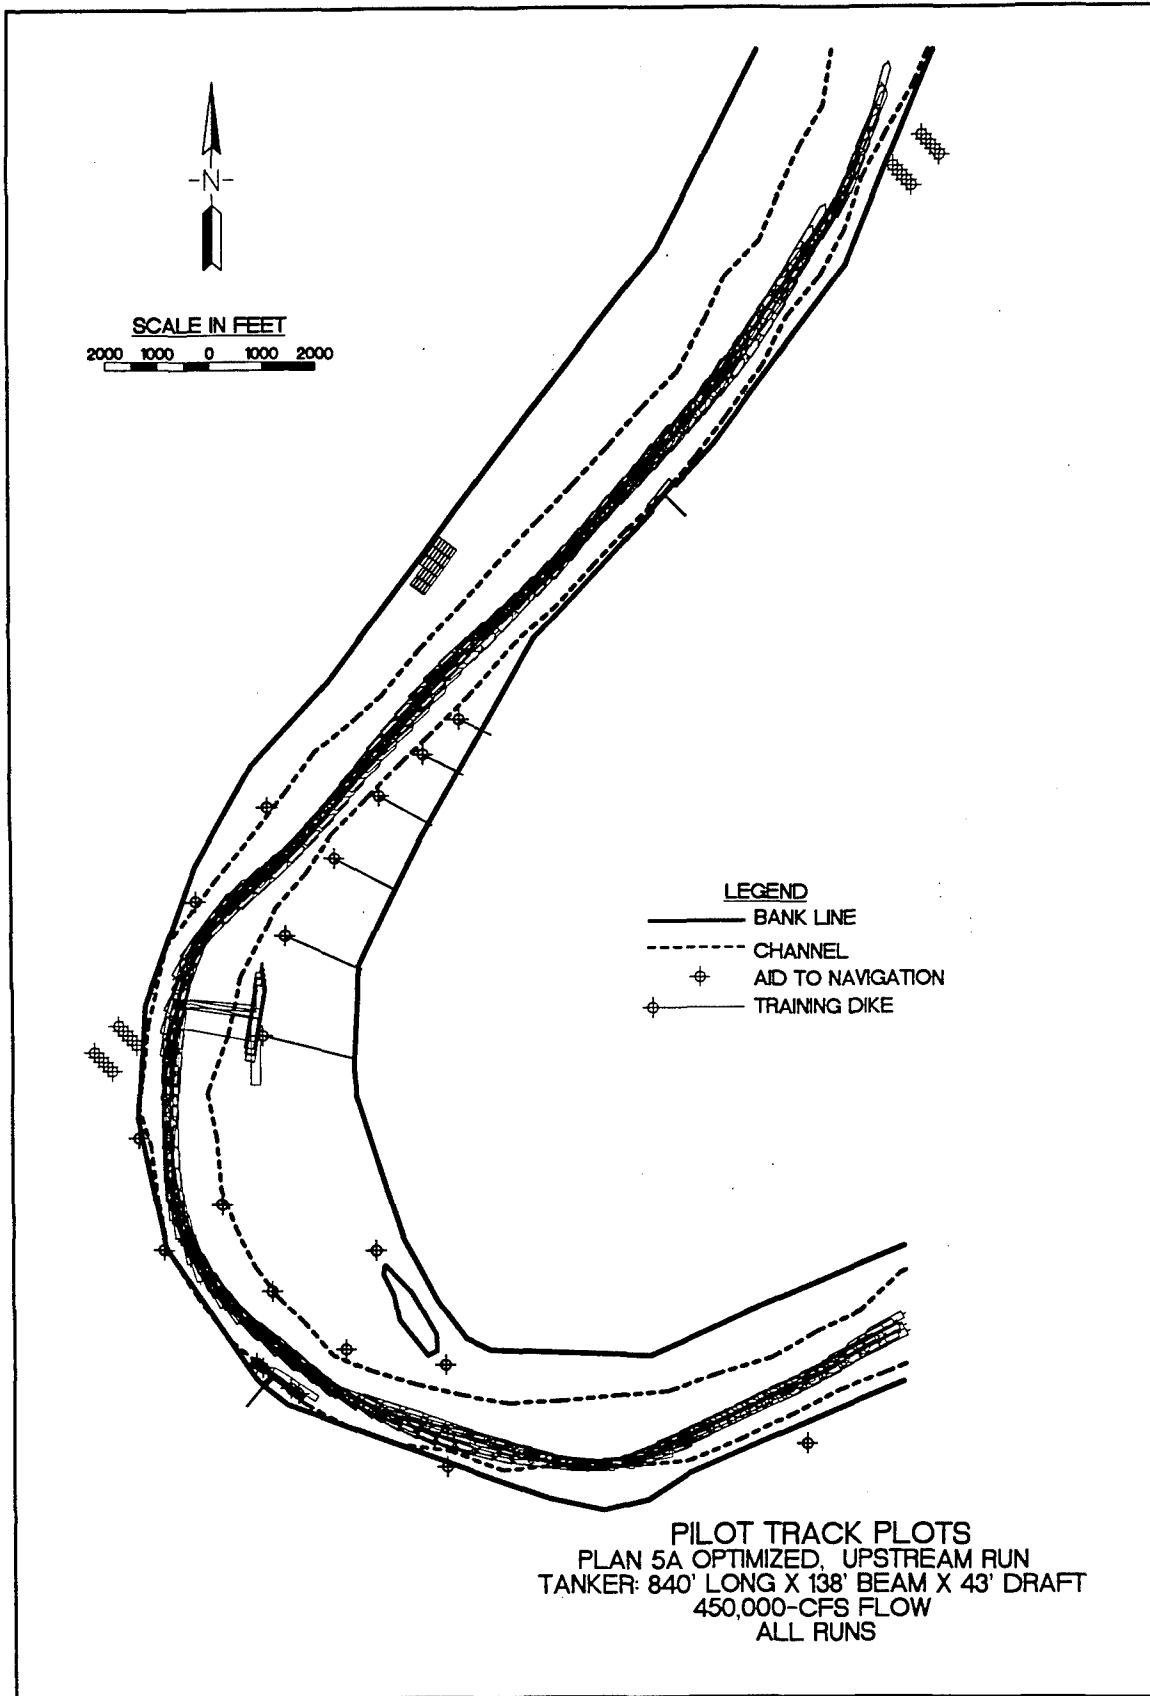 -N-
SCALE IN FEET
2000 1000 0 1000 2000
LEGEND
BANK LINE
CHANNEL
AID TO NAVIGATION
TRAINING DIKE
PILOT TRACK PLOTS
PLAN 5A OPTIMIZED, UPSTREAM RUN
TANKER: 840' LONG X 138' BEAM X 43' DRAFT
450,000-CFS FLOW
ALL RUNS